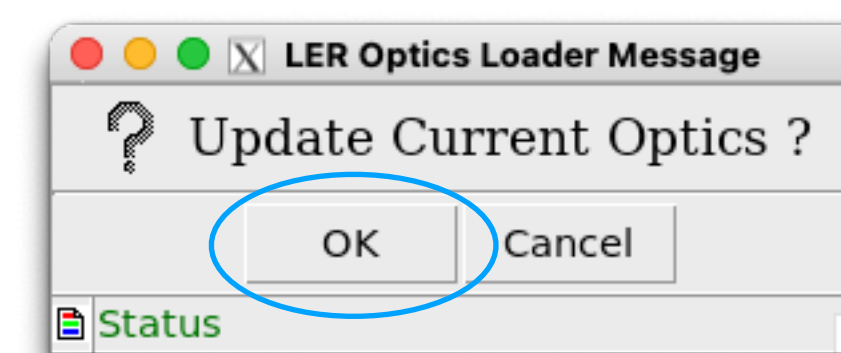 LER Optics Loader Message
Update Current Optics ?
OK Cancel
Status